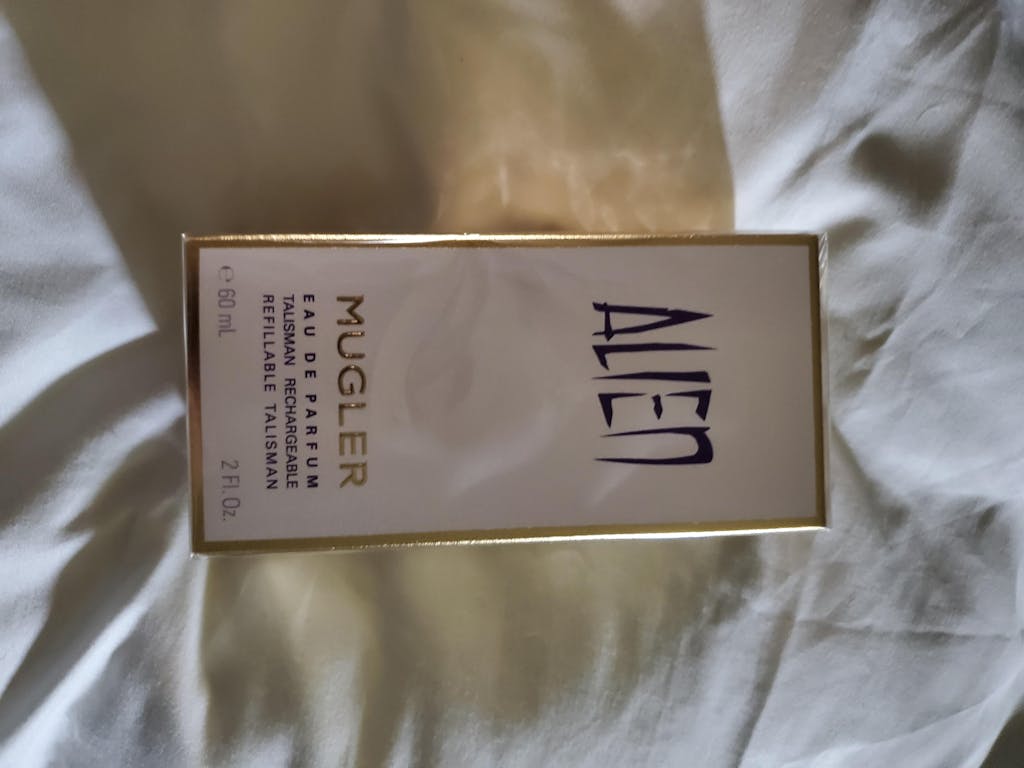 ALIEN
MUGLER
EAU DE PARFUM
TALISMAN RECHARGEABLE
REFILLABLE TALISMAN
℮ 60 mL 2 Fl. Oz.